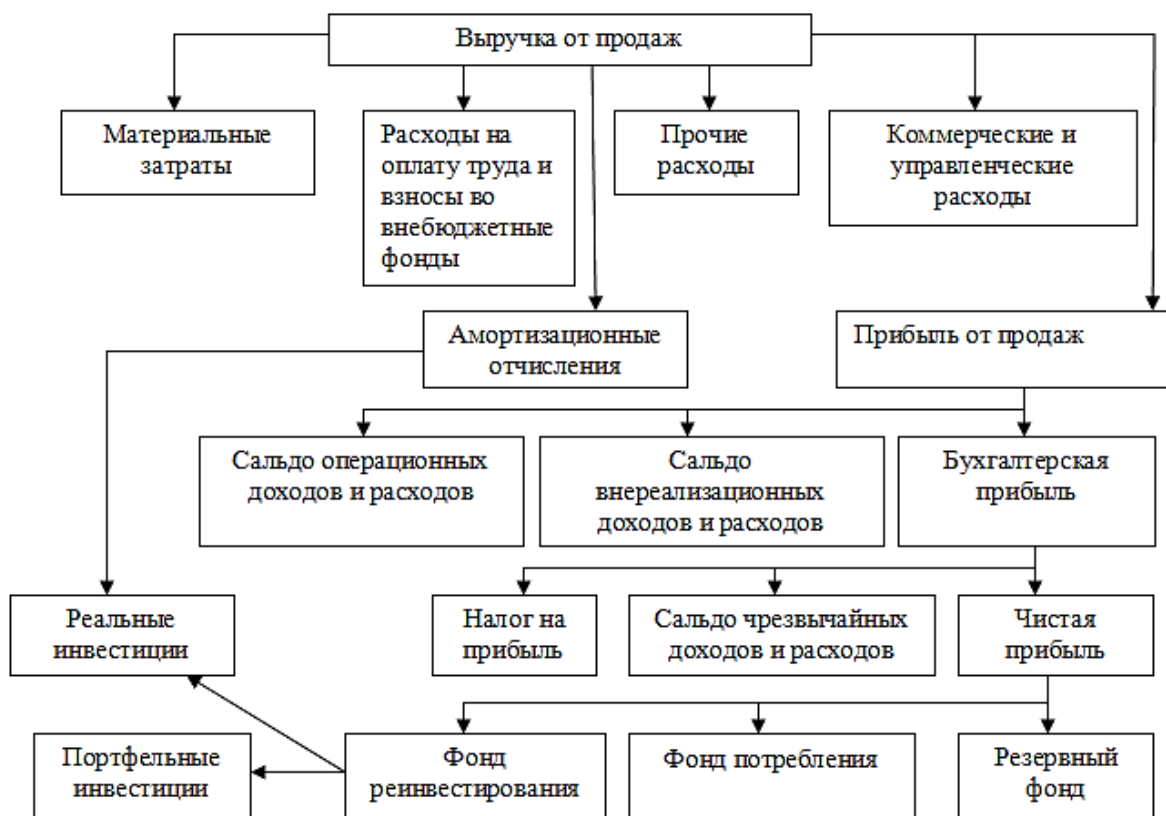 Выручка от продаж
Материальные
затраты
Расходы на
оплату труда и
взносы во
внебюджетные
фонды
Прочие
расходы
Коммерческие и
управленческие
расходы
Амортизационные
отчисления
Прибыль от продаж
Сальдо операционных
доходов и расходов
Сальдо
внереализационных
доходов и расходов
Бухгалтерская
прибыль
Реальные
инвестиции
Налог на
прибыль
Сальдо чрезвычайных
доходов и расходов
Чистая
прибыль
Портфельные
инвестиции
Фонд
реинвестирования
Фонд потребления
Резервный
фонд